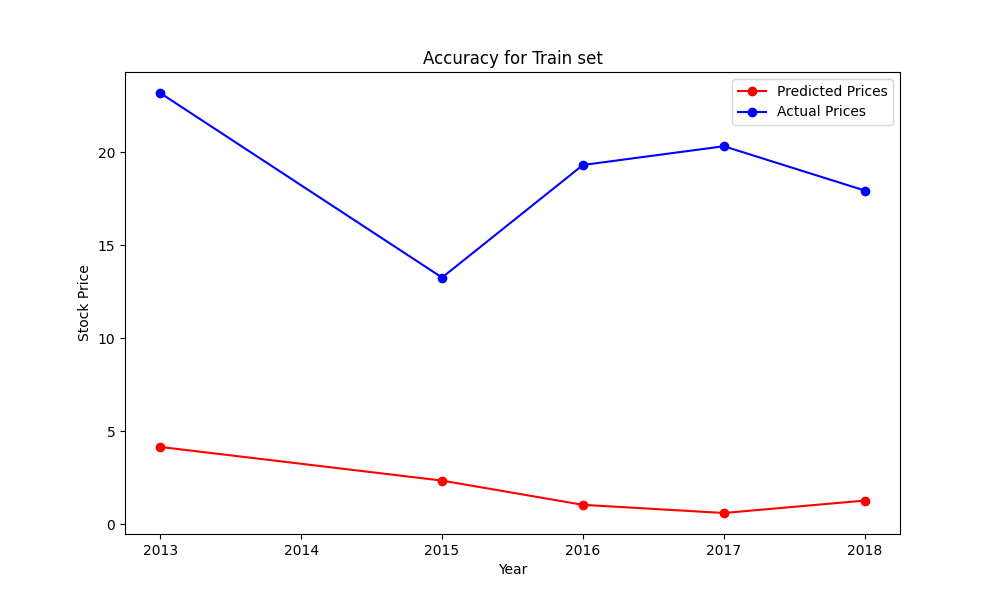 Accuracy for Train set
Predicted Prices
Actual Prices
Stock Price
20
15
10
5
0
2013 2014 2015 2016 2017 2018
Year